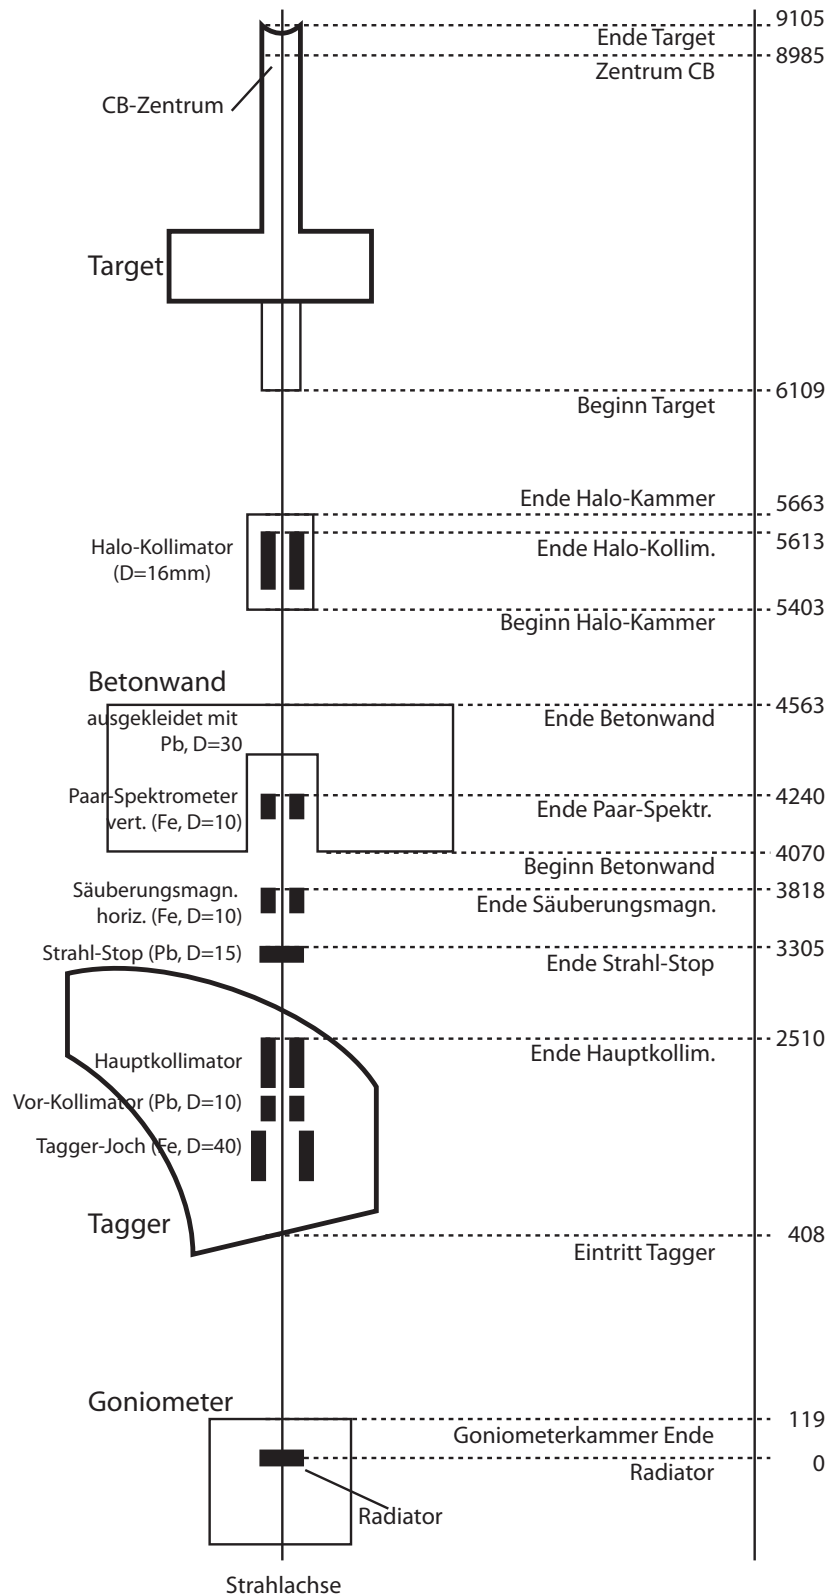 9105
Ende Target
8985
Zentrum CB
CB-Zentrum
Target
6109
Beginn Target
Ende Halo-Kammer
5663
Halo-Kollimator
(D=16mm)
5613
Ende Halo-Kollim.
5403
Beginn Halo-Kammer
Betonwand
4563
ausgekleidet mit
Pb, D=30
Ende Betonwand
Paar-Spektrometer
vert. (Fe, D=10)
4240
Ende Paar-Spektr.
4070
Beginn Betonwand
Säuberungsmagn.
horiz. (Fe, D=10)
3818
Ende Säuberungsmagn.
Strahl-Stop (Pb, D=15)
3305
Ende Strahl-Stop
2510
Hauptkollimator
Ende Hauptkollim.
Vor-Kollimator (Pb, D=10)
Tagger-Joch (Fe, D=40)
Tagger
408
Eintritt Tagger
Goniometer
119
Goniometerkammer Ende
0
Radiator
Radiator
Strahlachse